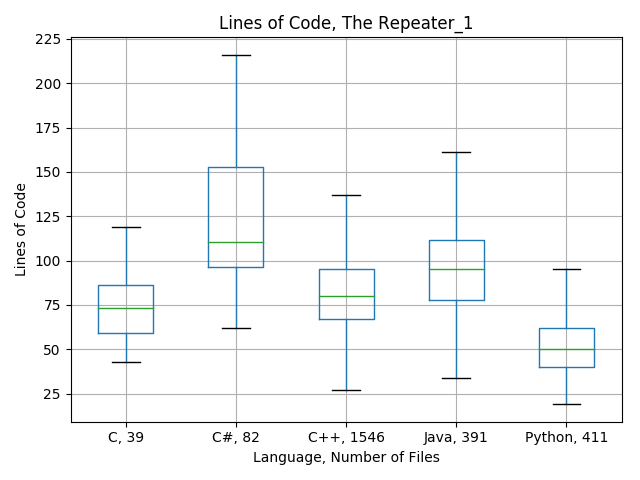 Lines of Code, The Repeater_1
225
200
175
150
125
100
75
50
25
Lines of Code
C, 39
C#, 82
C++, 1546
Java, 391
Python, 411
Language, Number of Files